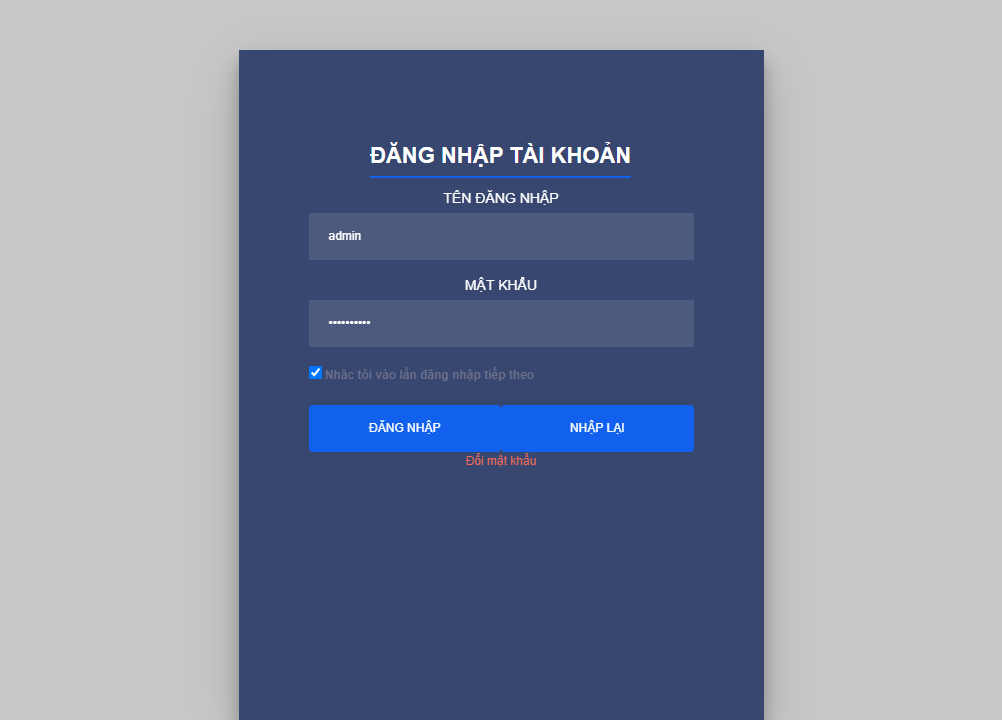 ĐĂNG NHẬP TÀI KHOẢN
TÊN ĐĂNG NHẬP
admin
MẬT KHẨU
••••••••••
Nhăc tôi vào lần đăng nhập tiếp theo
ĐĂNG NHẬP NHẬP LẠI
Đổi mật khẩu